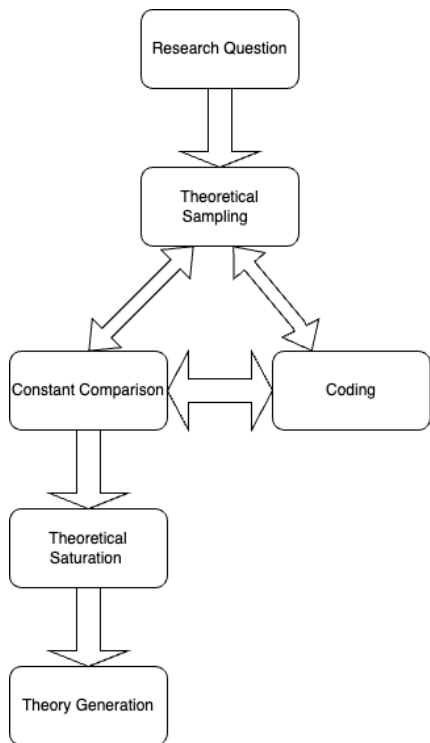 Research Question
Theoretical
Sampling
Constant Comparison
Coding
Theoretical
Saturation
Theory Generation